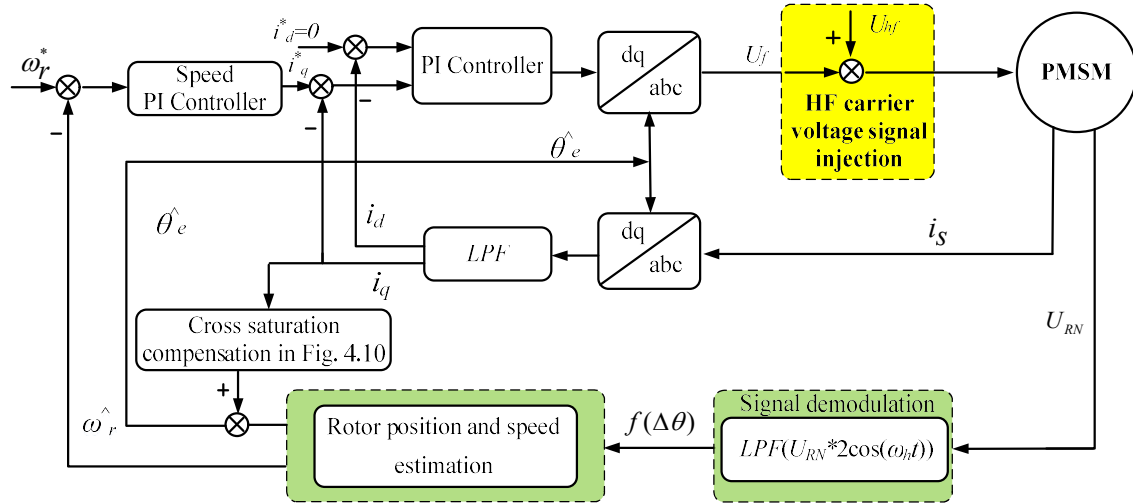 i*d=0
ωr*
i*q
Speed
PI Controller
PI Controller
dq
abc
Uf
+
Uhf
HF carrier
voltage signal
injection
PMSM
−
−
−
θ^e
θ^e
id
LPF
dq
abc
iS
iq
Cross saturation
compensation in Fig. 4.10
+
URN
ω^r
Rotor position and speed
estimation
f(Δθ)
Signal demodulation
LPF(URN*2cos(ωht))